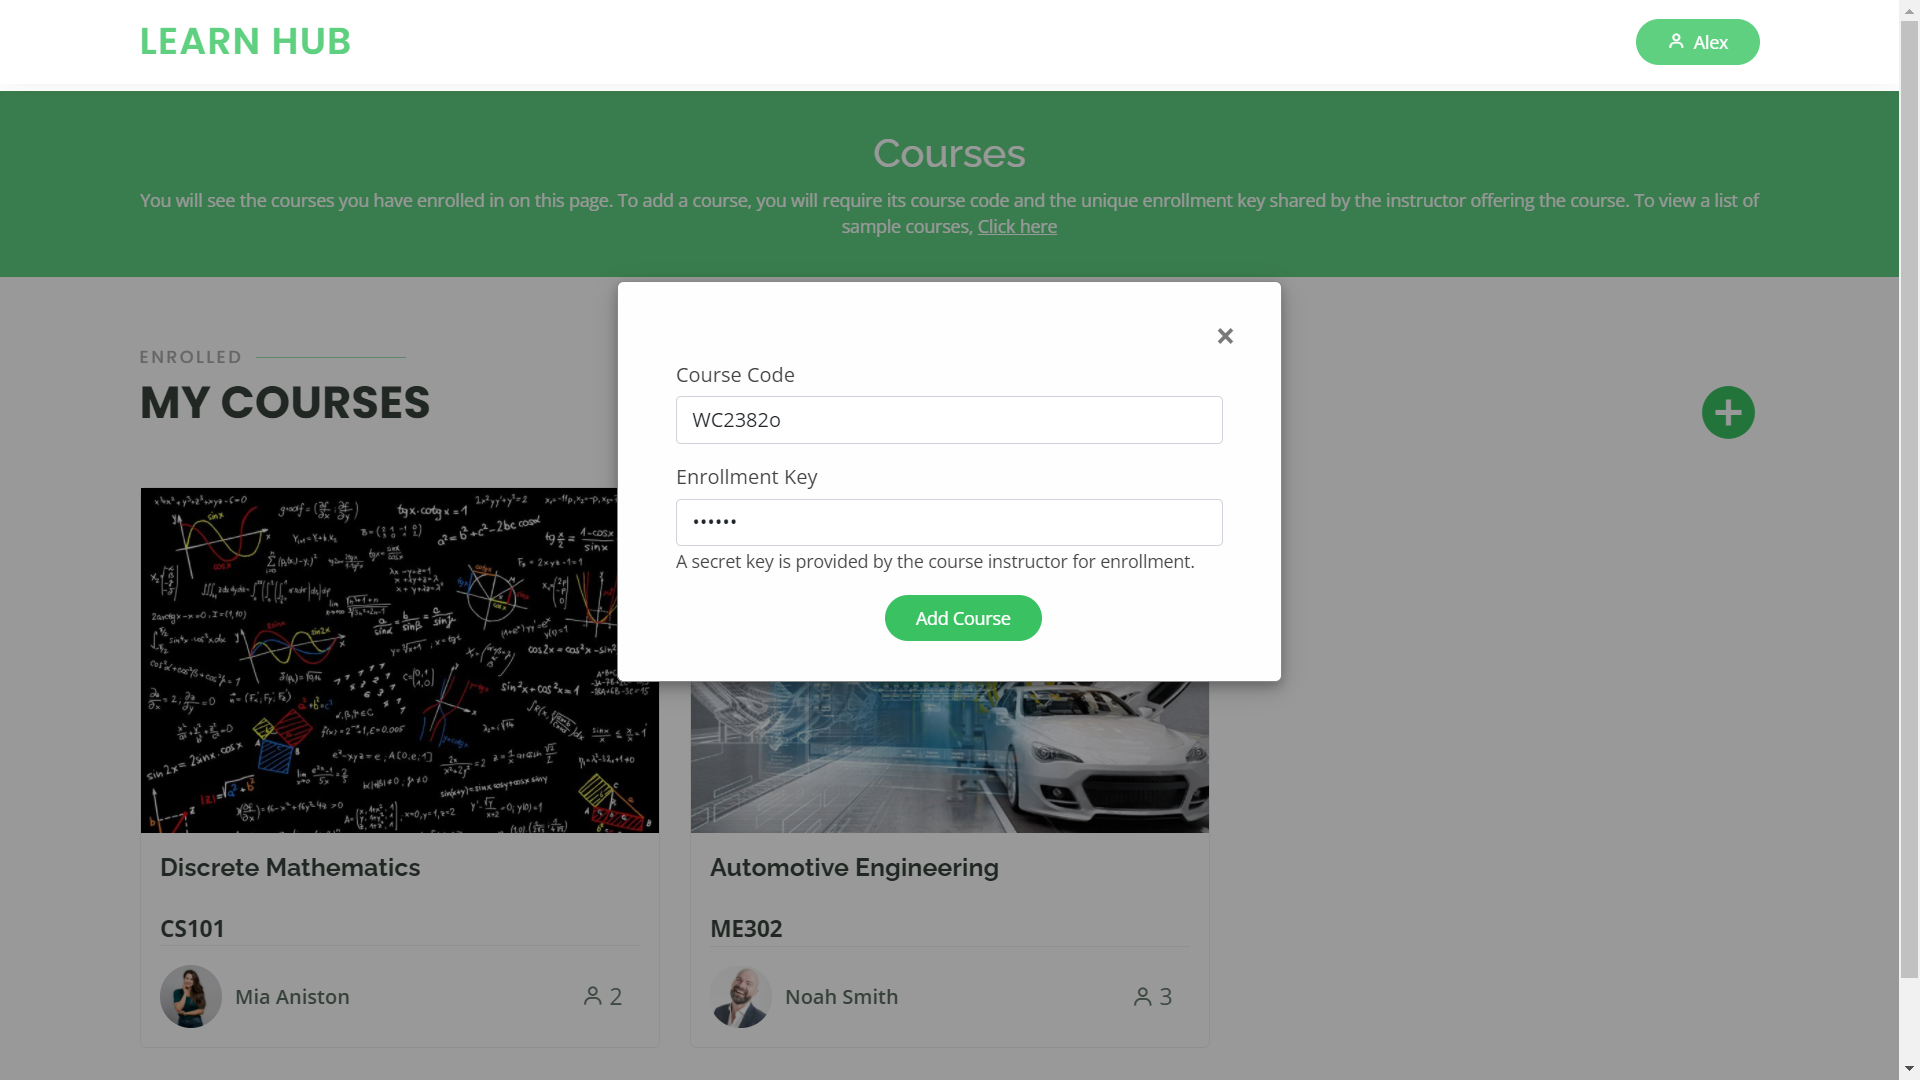 LEARN HUB
Alex
Courses
You will see the courses you have enrolled in on this page. To add a course, you will require its course code and the unique enrollment key shared by the instructor offering the course. To view a list of
sample courses, Click here
ENROLLED
MY COURSES
×
Course Code
WC2382o
Enrollment Key
••••••
A secret key is provided by the course instructor for enrollment.
Add Course
Discrete Mathematics
CS101
Mia Aniston
2
Automotive Engineering
ME302
Noah Smith
3